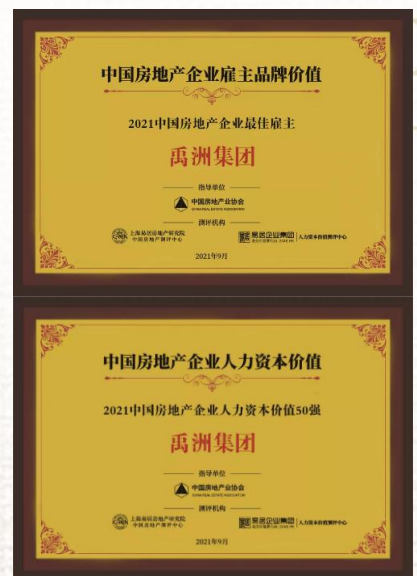 中国房地产企业雇主品牌价值
2021中国房地产企业最佳雇主
禹洲集团
指导单位
中国房地产业协会
CHINA REAL ESTATE ASSOCIATION
测评机构
上海易居房地产研究院
中国房地产测评中心
易居企业集团
人力资本价值测评中心
2021年9月
中国房地产企业人力资本价值
2021中国房地产企业人力资本价值50强
禹洲集团
指导单位
中国房地产业协会
CHINA REAL ESTATE ASSOCIATION
测评机构
上海易居房地产研究院
中国房地产测评中心
易居企业集团
人力资本价值测评中心
2021年9月